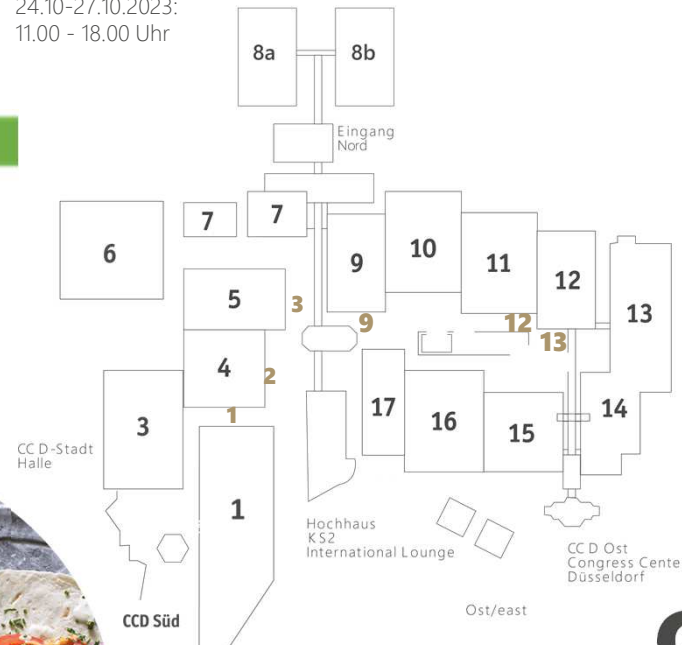 24.10-27.10.2023:
11.00 - 18.00 Uhr
8a
8b
Eingang
Nord
7
7
6
9
10
11
12
13
5
3
9
12
13
4
2
17
16
15
14
3
1
CC D-Stadt
Halle
1
Hochhaus
KS2
International Lounge
CC D Ost
Congress Cente
Düsseldorf
Ost/east
CCD Süd